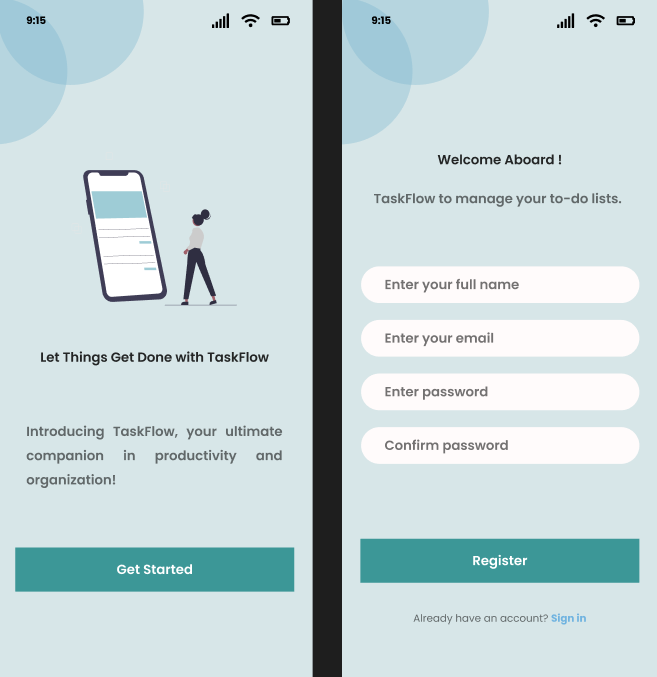 9:15
Let Things Get Done with TaskFlow
Introducing TaskFlow, your ultimate
companion in productivity and
organization!
Get Started
9:15
Welcome Aboard !
TaskFlow to manage your to-do lists.
Enter your full name
Enter your email
Enter password
Confirm password
Register
Already have an account? Sign in